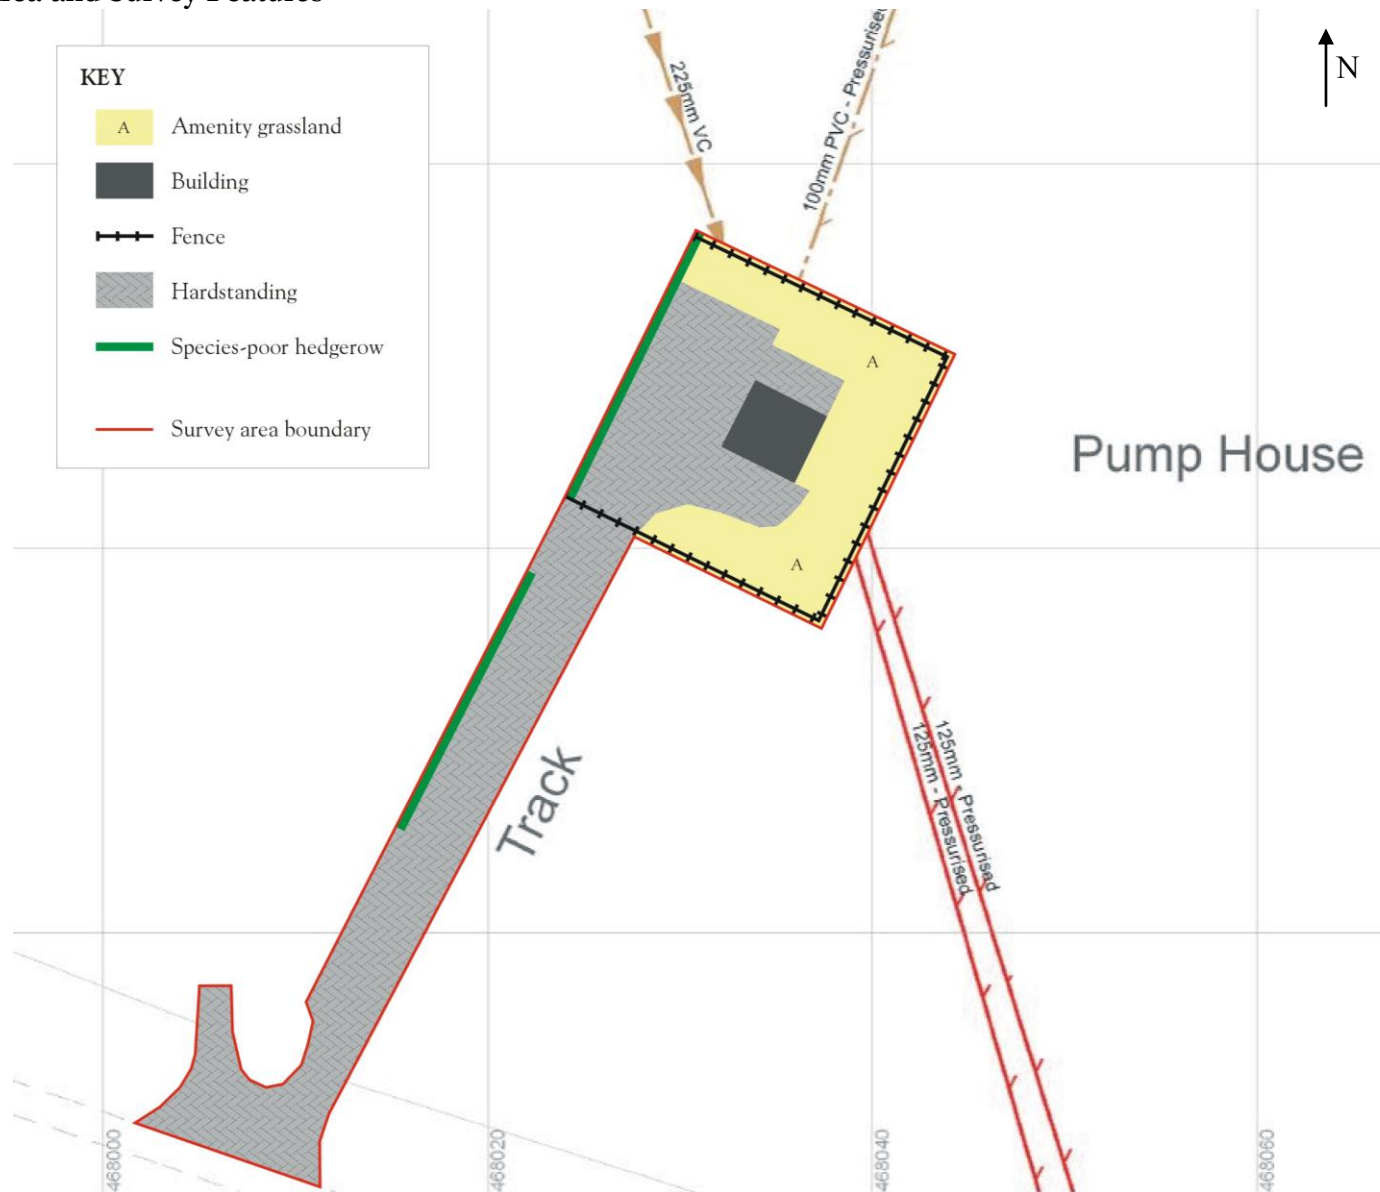 KEY
A Amenity grassland
Building
Fence
Hardstanding
Species-poor hedgerow
Survey area boundary
N
225mm VC
100mm PVC - Pressurised
A
Pump House
A
Track
125mm - Pressurised
125mm - Pressurised
468000
468020
468040
468060